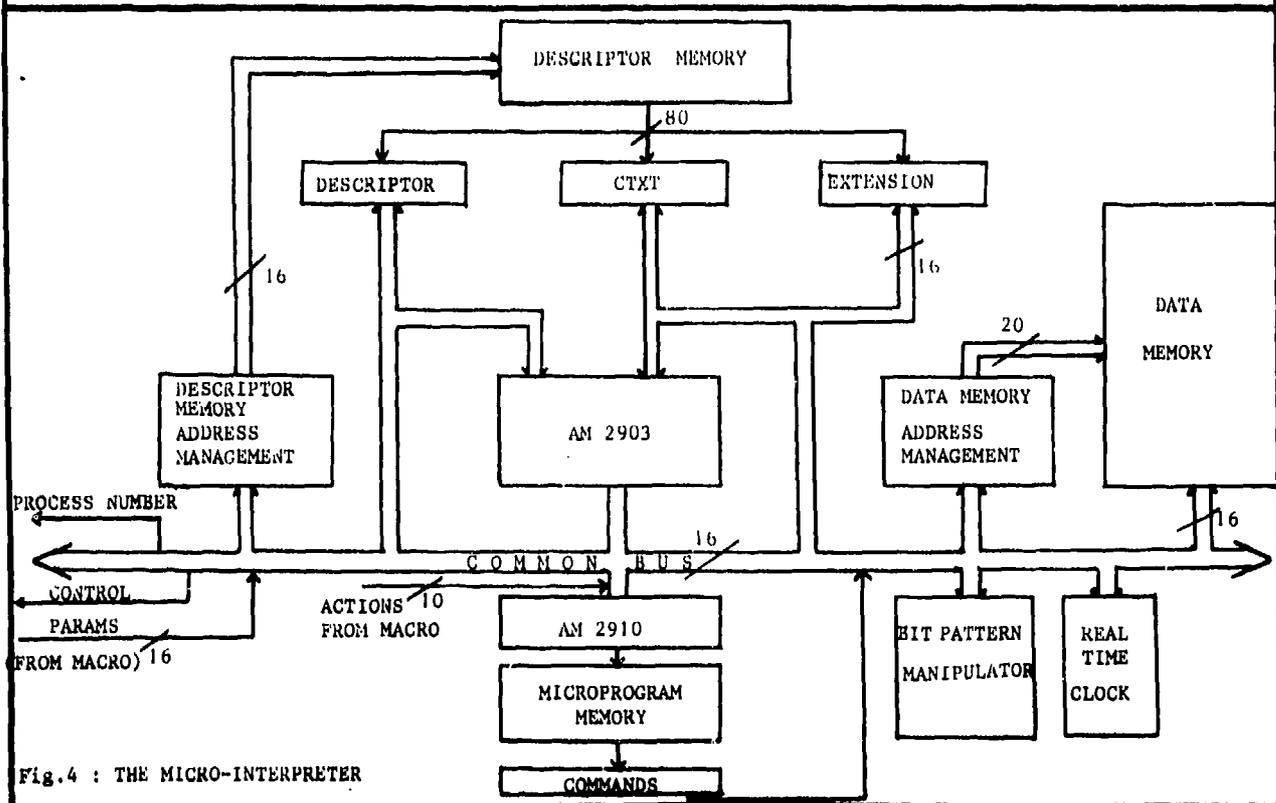 DESCRIPTOR MEMORY
80
DESCRIPTOR
CTXT
EXTENSION
16
16
DATA
MEMORY
20
DESCRIPTOR
MEMORY
ADDRESS
MANAGEMENT
AM 2903
DATA MEMORY
ADDRESS
MANAGEMENT
PROCESS NUMBER
16
COMMON BUS
16
CONTROL
PARAMS
(FROM MACRO) 16
ACTIONS 10
FROM MACRO
AM 2910
BIT PATTERN
MANIPULATOR
REAL
TIME
CLOCK
MICROPROGRAM
MEMORY
COMMANDS
Fig.4 : THE MICRO-INTERPRETER